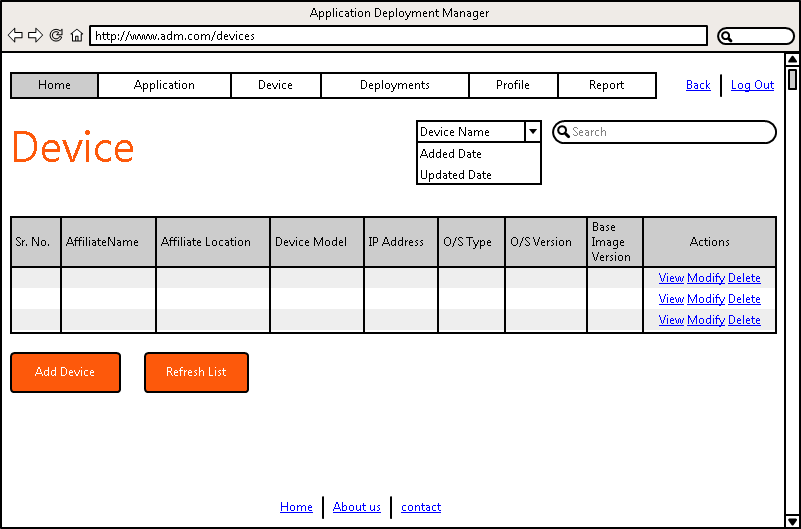 Application Deployment Manager
http://www.adm.com/devices
Home Application Device Deployments Profile Report Back Log Out
Device
Device Name Search
Added Date
Updated Date
Sr. No. AffiliateName Affiliate Location Device Model IP Address O/S Type O/S Version Base Image Version Actions
View Modify Delete
View Modify Delete
View Modify Delete
Add Device Refresh List
Home About us contact